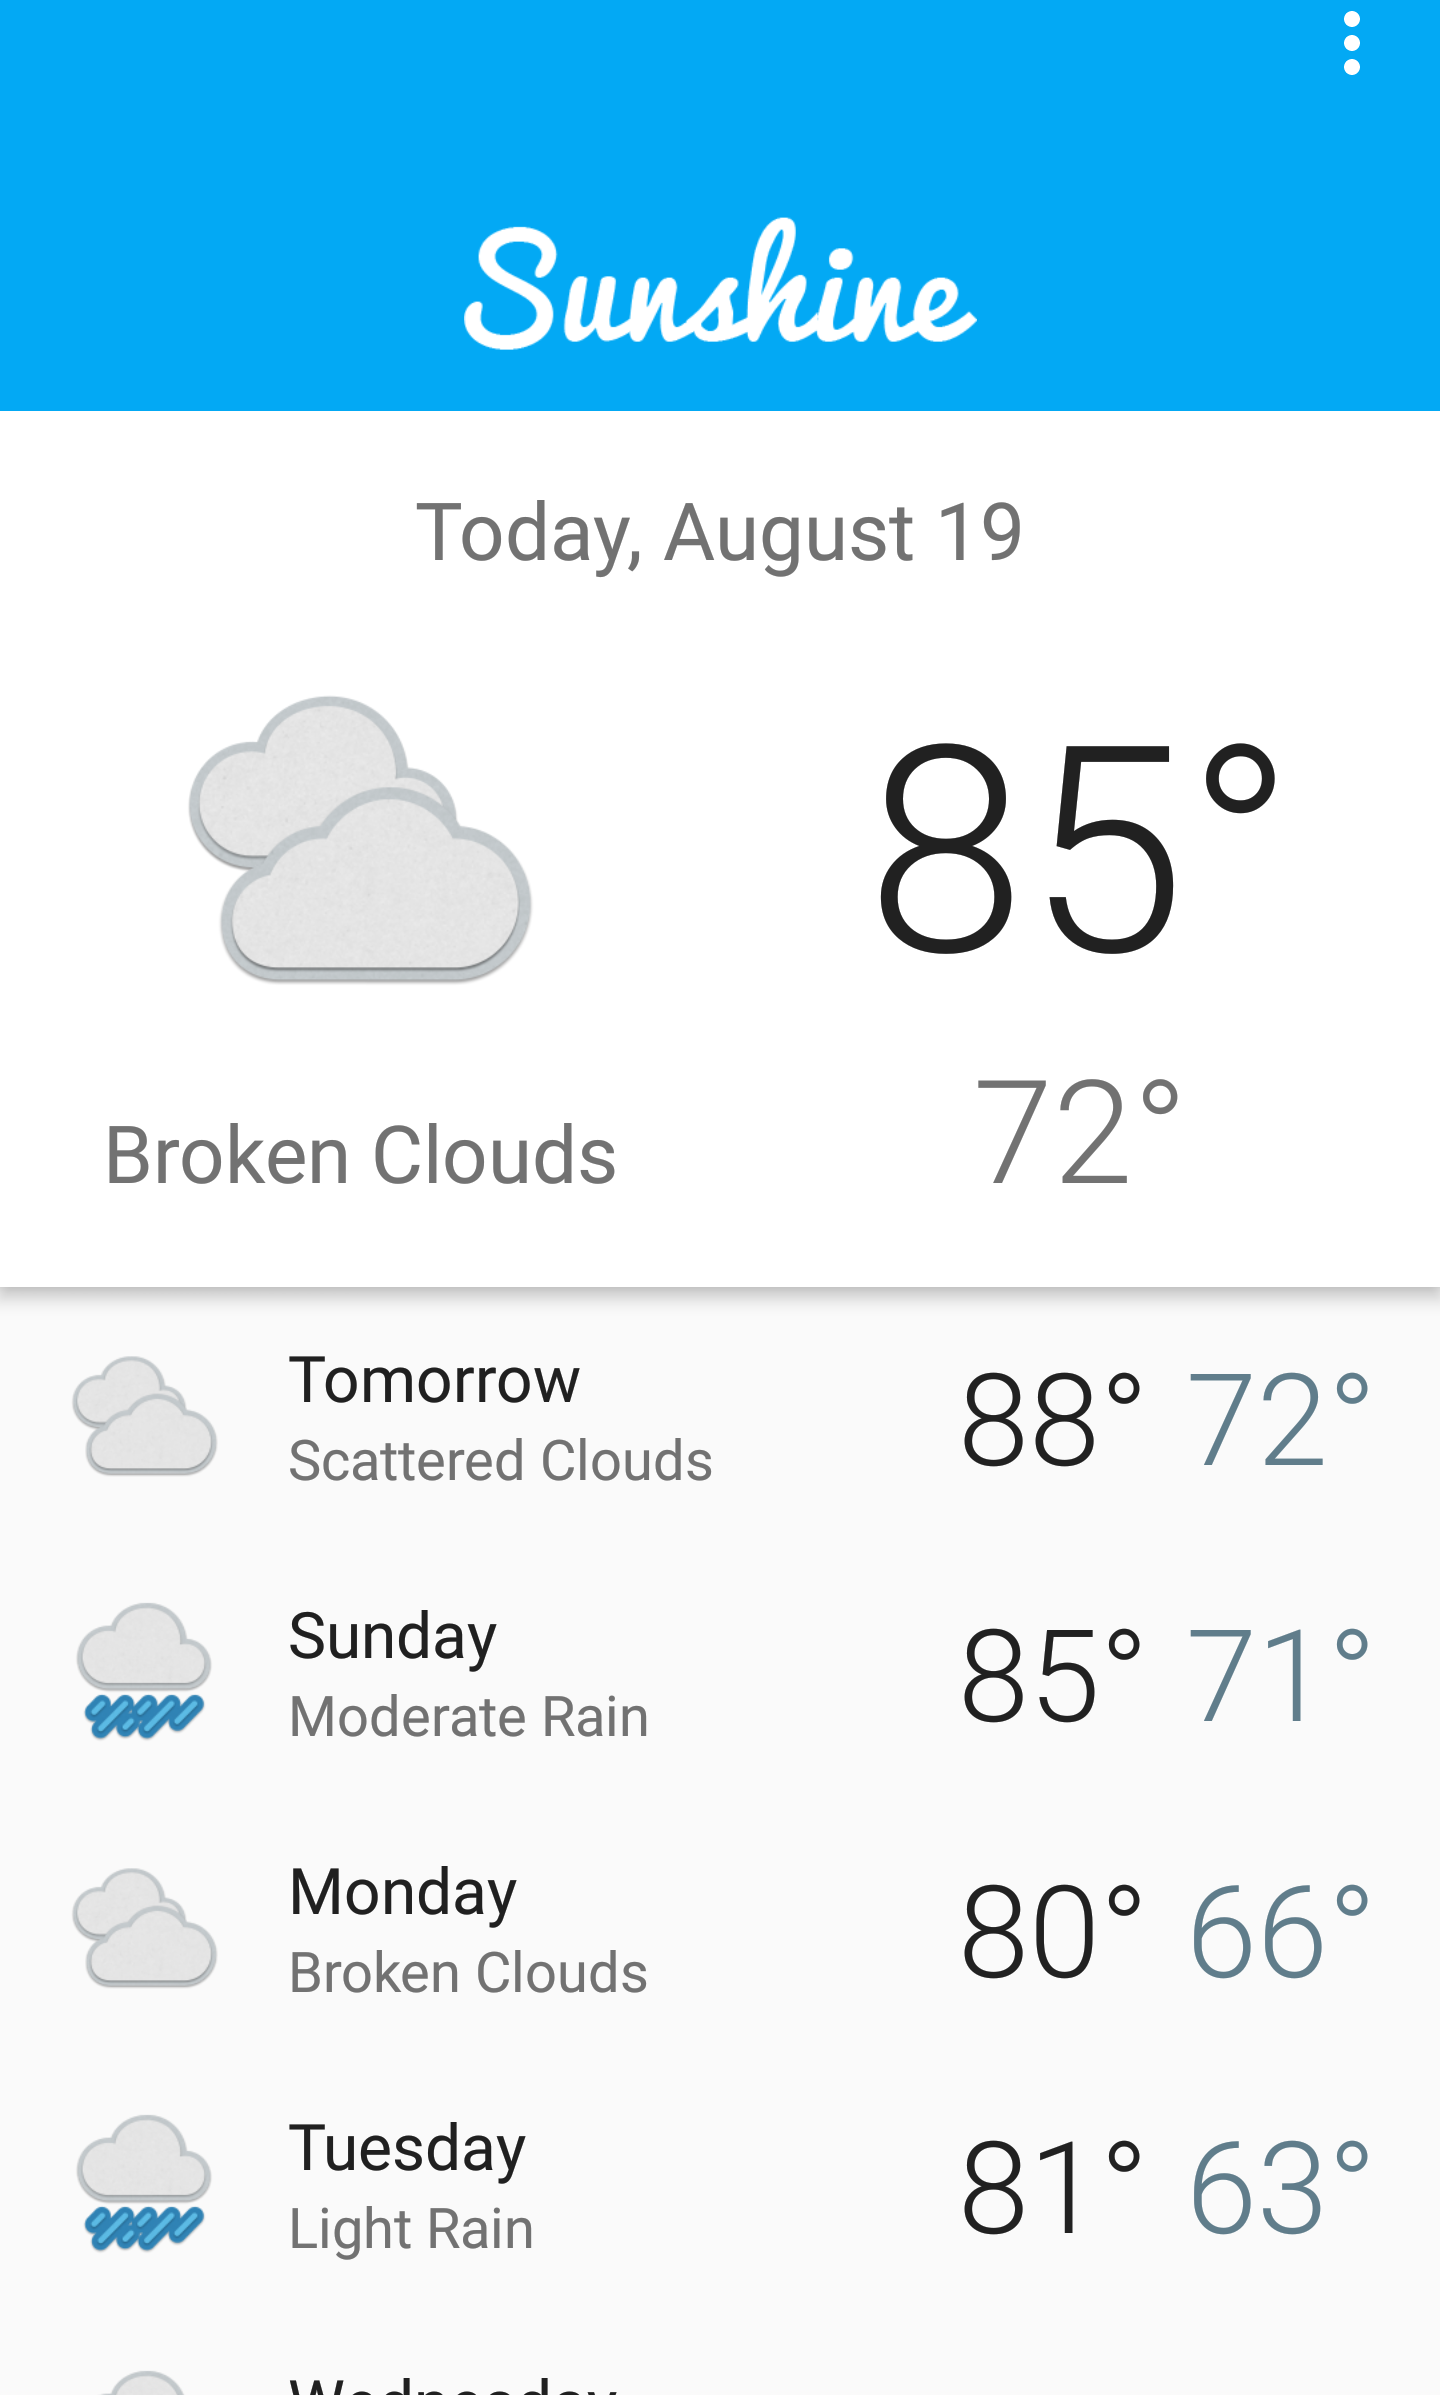 Sunshine
Today, August 19
85°
Broken Clouds 72°
Tomorrow
Scattered Clouds
88° 72°
Sunday
Moderate Rain
85° 71°
Monday
Broken Clouds
80° 66°
Tuesday
Light Rain
81° 63°
Wednesday